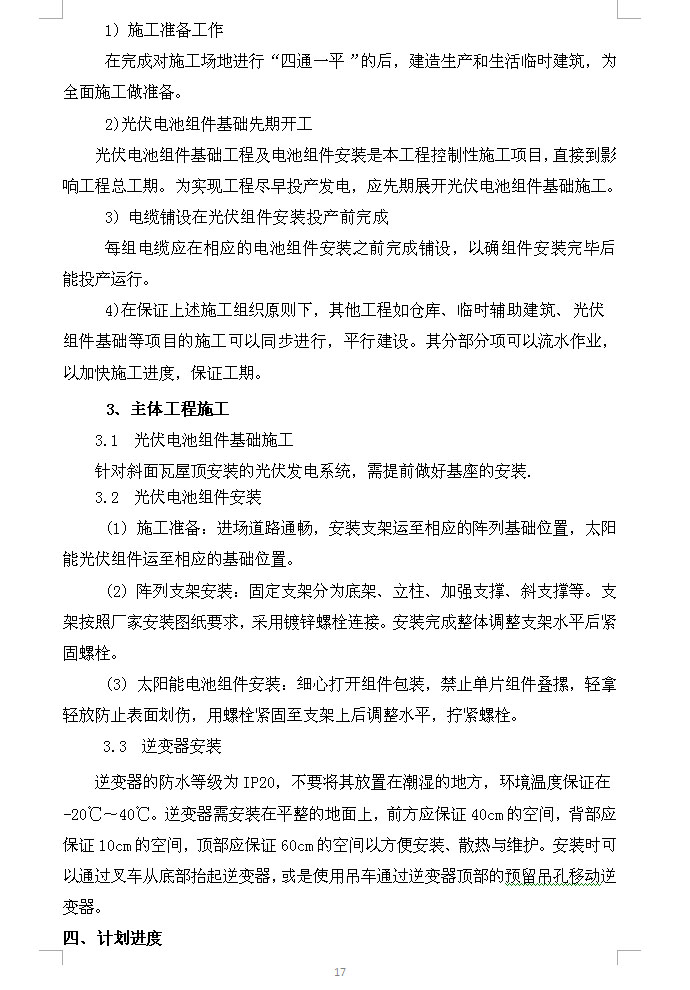 1) 施工准备工作
在完成对施工场地进行“四通一平 ”的后，建造生产和生活临时建筑，为
全面施工做准备。
2)光伏电池组件基础先期开工
光伏电池组件基础工程及电池组件安装是本工程控制性施工项目,直接到影
响工程总工期。为实现工程尽早投产发电，应先期展开光伏电池组件基础施工。
3) 电缆铺设在光伏组件安装投产前完成
每组电缆应在相应的电池组件安装之前完成铺设，以确组件安装完毕后
能投产运行。
4)在保证上述施工组织原则下，其他工程如仓库、临时辅助建筑、光伏
组件基础等项目的施工可以同步进行，平行建设。其分部分项可以流水作业，
以加快施工进度，保证工期。
3、主体工程施工
3.1 光伏电池组件基础施工
针对斜面瓦屋顶安装的光伏发电系统，需提前做好基座的安装.
3.2 光伏电池组件安装
(1) 施工准备：进场道路通畅，安装支架运至相应的阵列基础位置，太阳
能光伏组件运至相应的基础位置。
(2) 阵列支架安装：固定支架分为底架、立柱、加强支撑、斜支撑等。支
架按照厂家安装图纸要求，采用镀锌螺栓连接。安装完成整体调整支架水平后紧
固螺栓。
(3) 太阳能电池组件安装：细心打开组件包装，禁止单片组件叠摞，轻拿
轻放防止表面划伤，用螺栓紧固至支架上后调整水平，拧紧螺栓。
3.3 逆变器安装
逆变器的防水等级为 IP20，不要将其放置在潮湿的地方，环境温度保证在
-20℃～40℃。逆变器需安装在平整的地面上，前方应保证 40cm 的空间，背部应
保证 10cm 的空间，顶部应保证 60cm 的空间以方便安装、散热与维护。安装时可
以通过叉车从底部抬起逆变器,或是使用吊车通过逆变器顶部的预留吊孔移动逆
变器。
四、计划进度
17